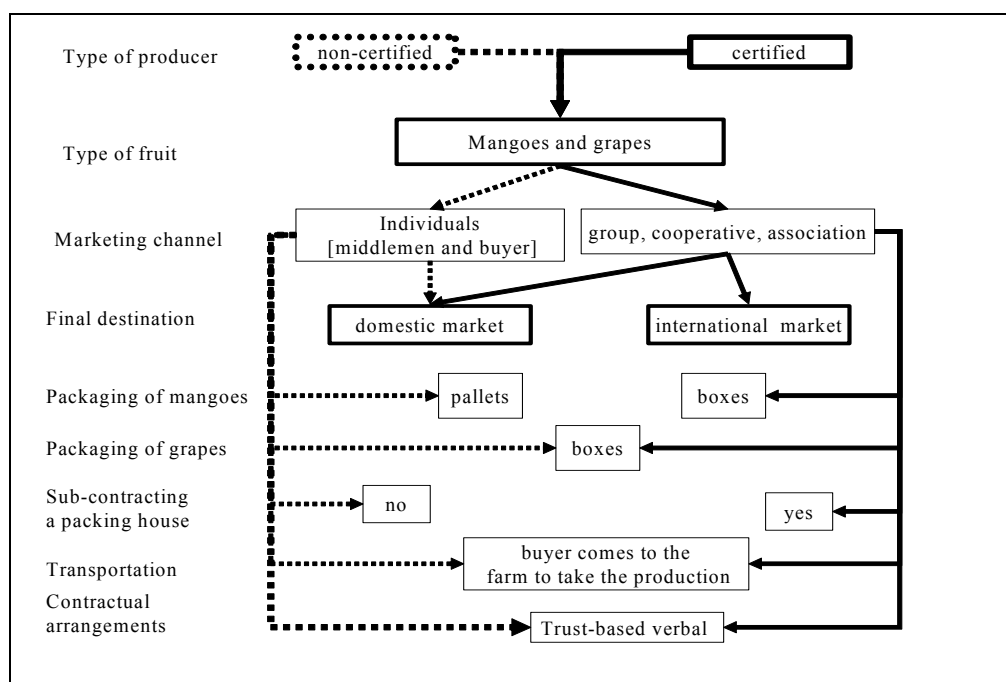 Type of producer
non-certified
certified
Type of fruit
Mangoes and grapes
Marketing channel
Individuals
[middlemen and buyer]
group, cooperative, association
Final destination
domestic market
international market
Packaging of mangoes
pallets
boxes
Packaging of grapes
boxes
Sub-contracting
a packing house
no
yes
Transportation
buyer comes to the
farm to take the production
Contractual
arrangements
Trust-based verbal